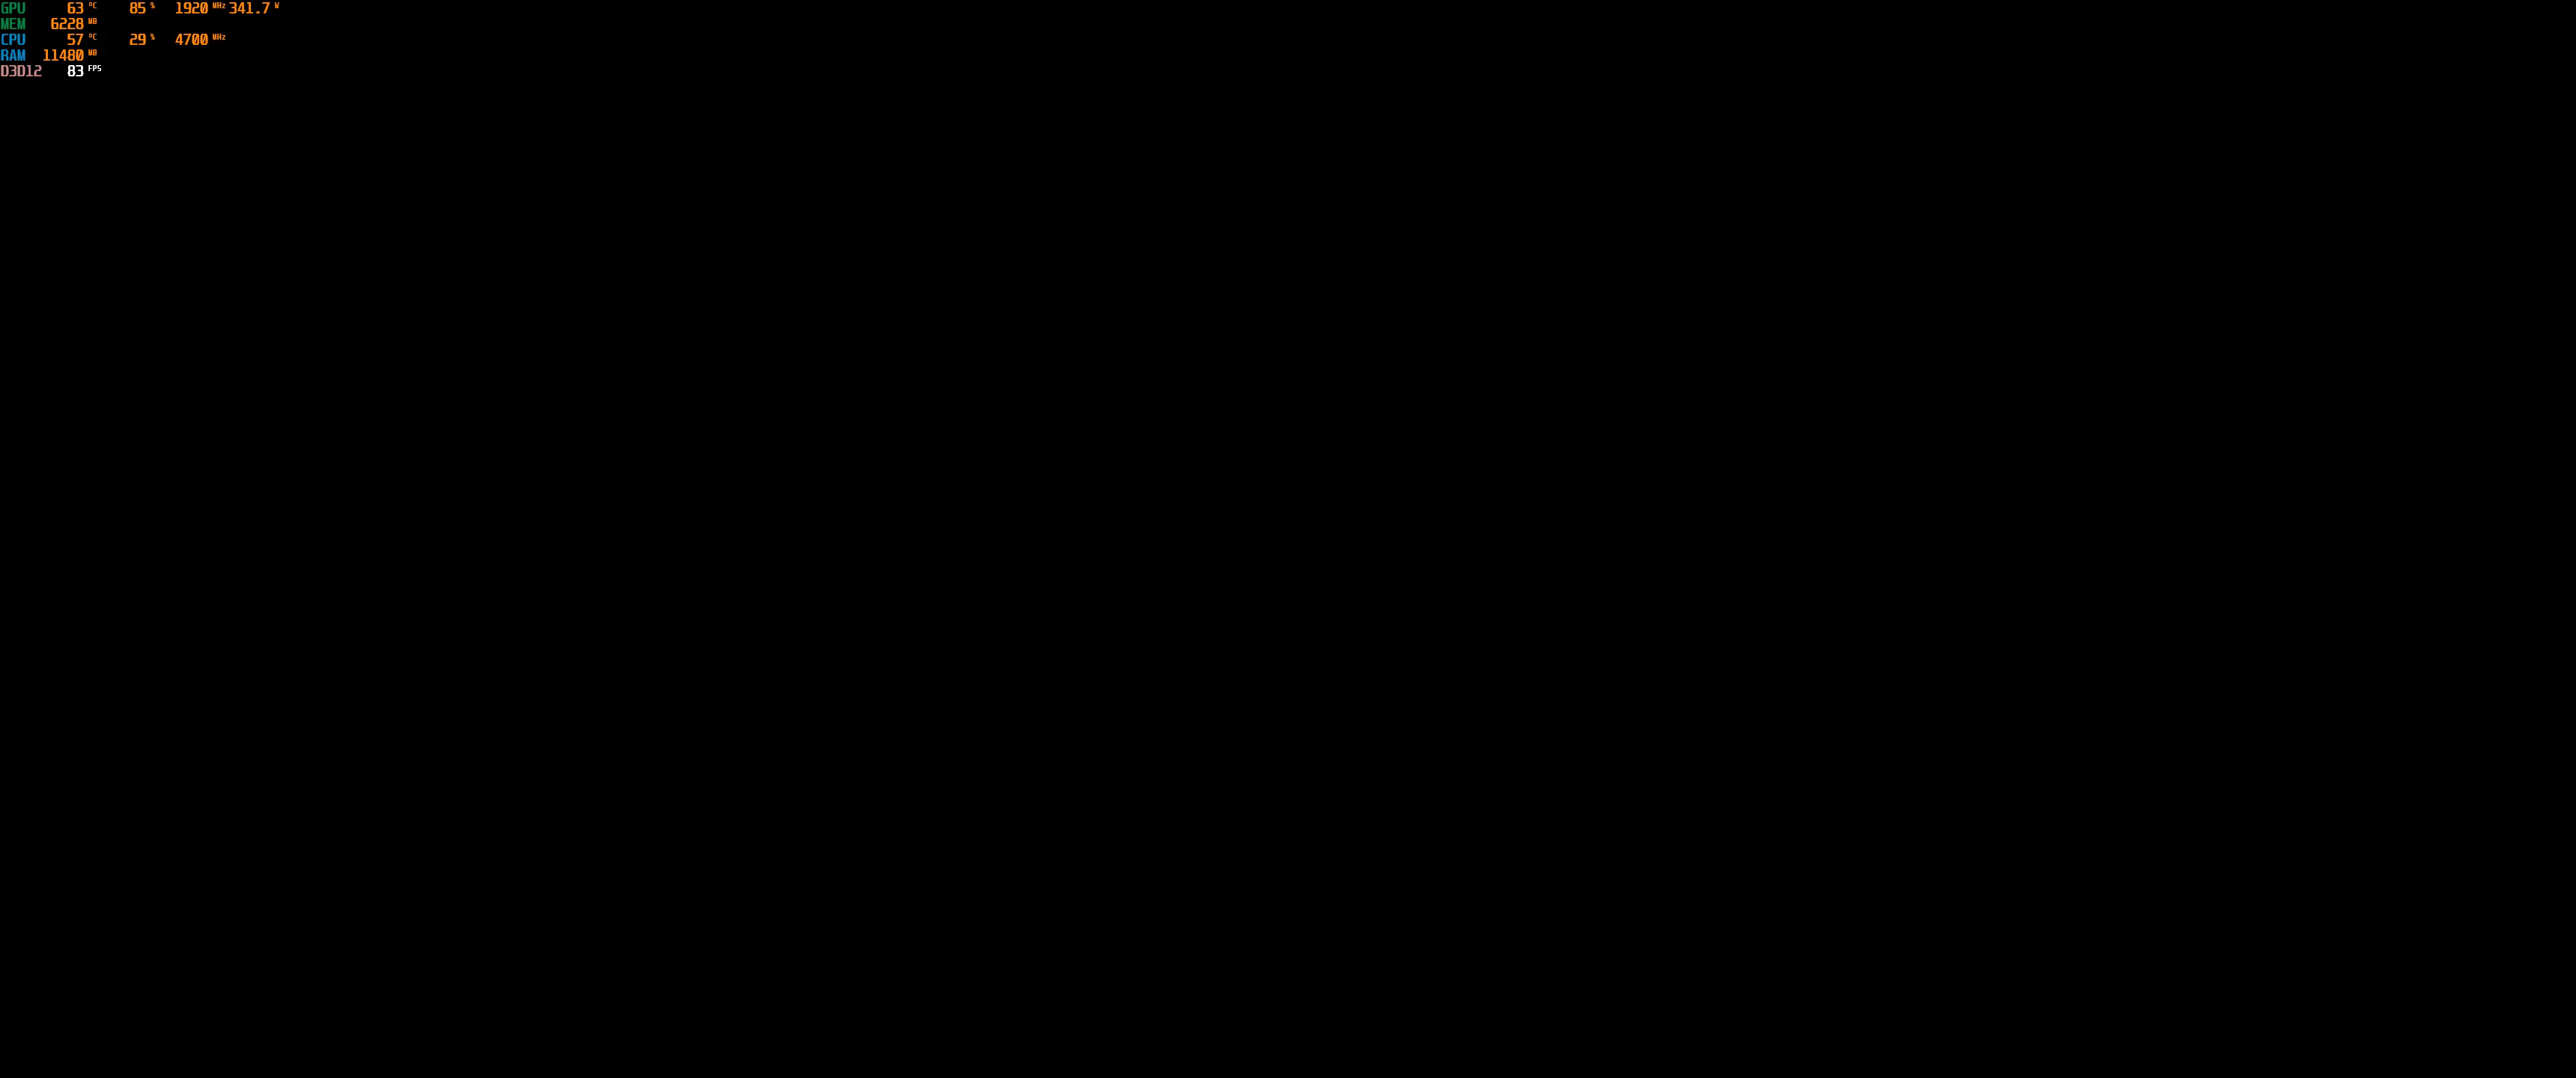 GPU 63 °C 85 % 1920 MHz 341.7 W
MEM 6228 MB
CPU 57 °C 29 % 4700 MHz
RAM 11480 MB
D3D12 83 FPS